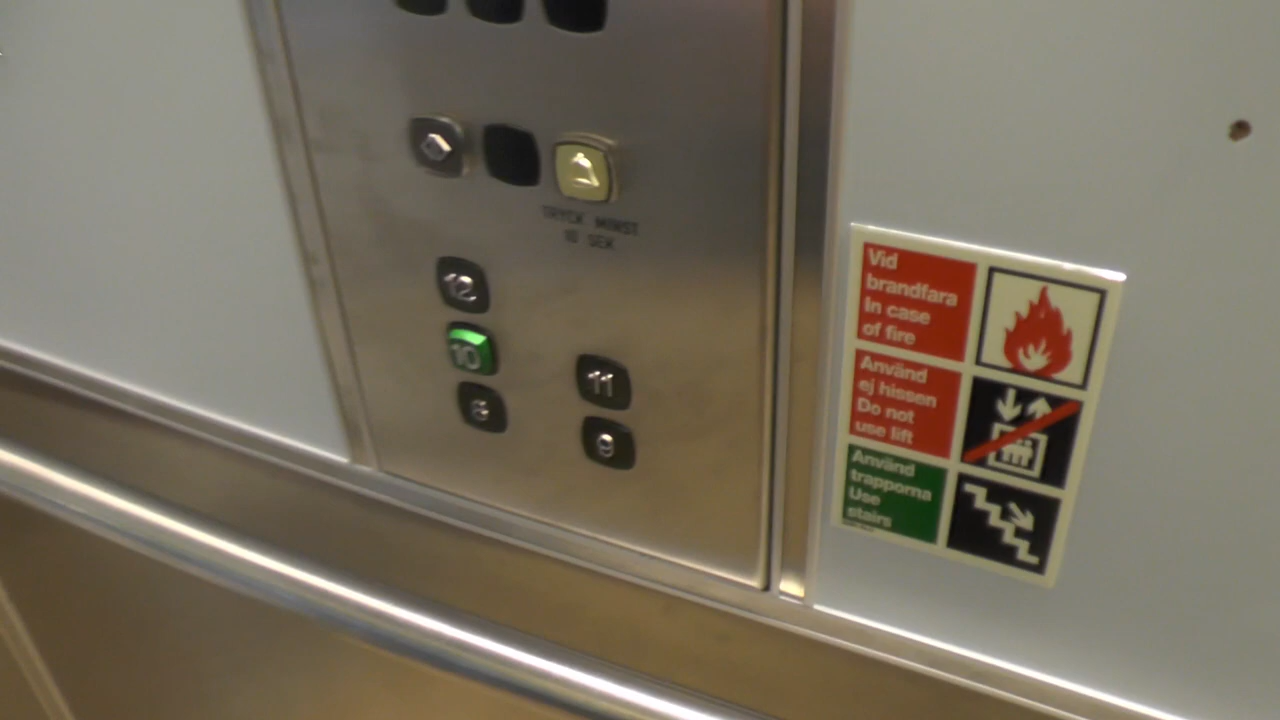 TRYCK MINST
10 SEK
12
10
11
8
9
Vid
brandfara
In case
of fire
Använd
ej hissen
Do not
use lift
Använd
trapporna
Use
stairs